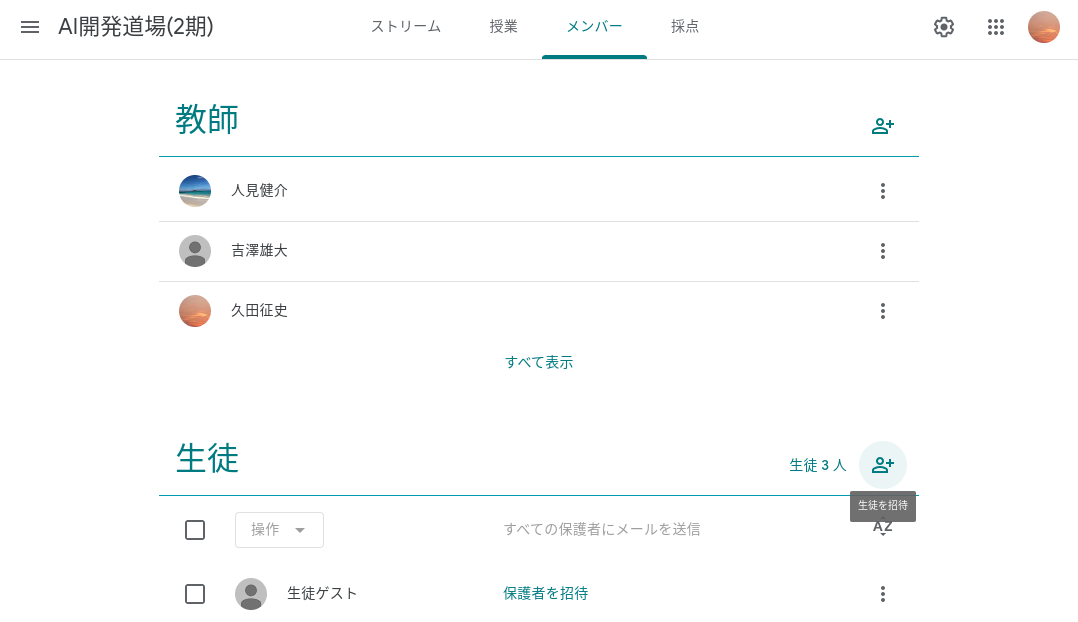 AI開発道場(2期)
ストリーム
授業
メンバー
採点
教師
人見健介
吉澤雄大
久田征史
すべて表示
生徒
生徒 3 人
生徒を招待
操作
すべての保護者にメールを送信
AZ
生徒ゲスト
保護者を招待